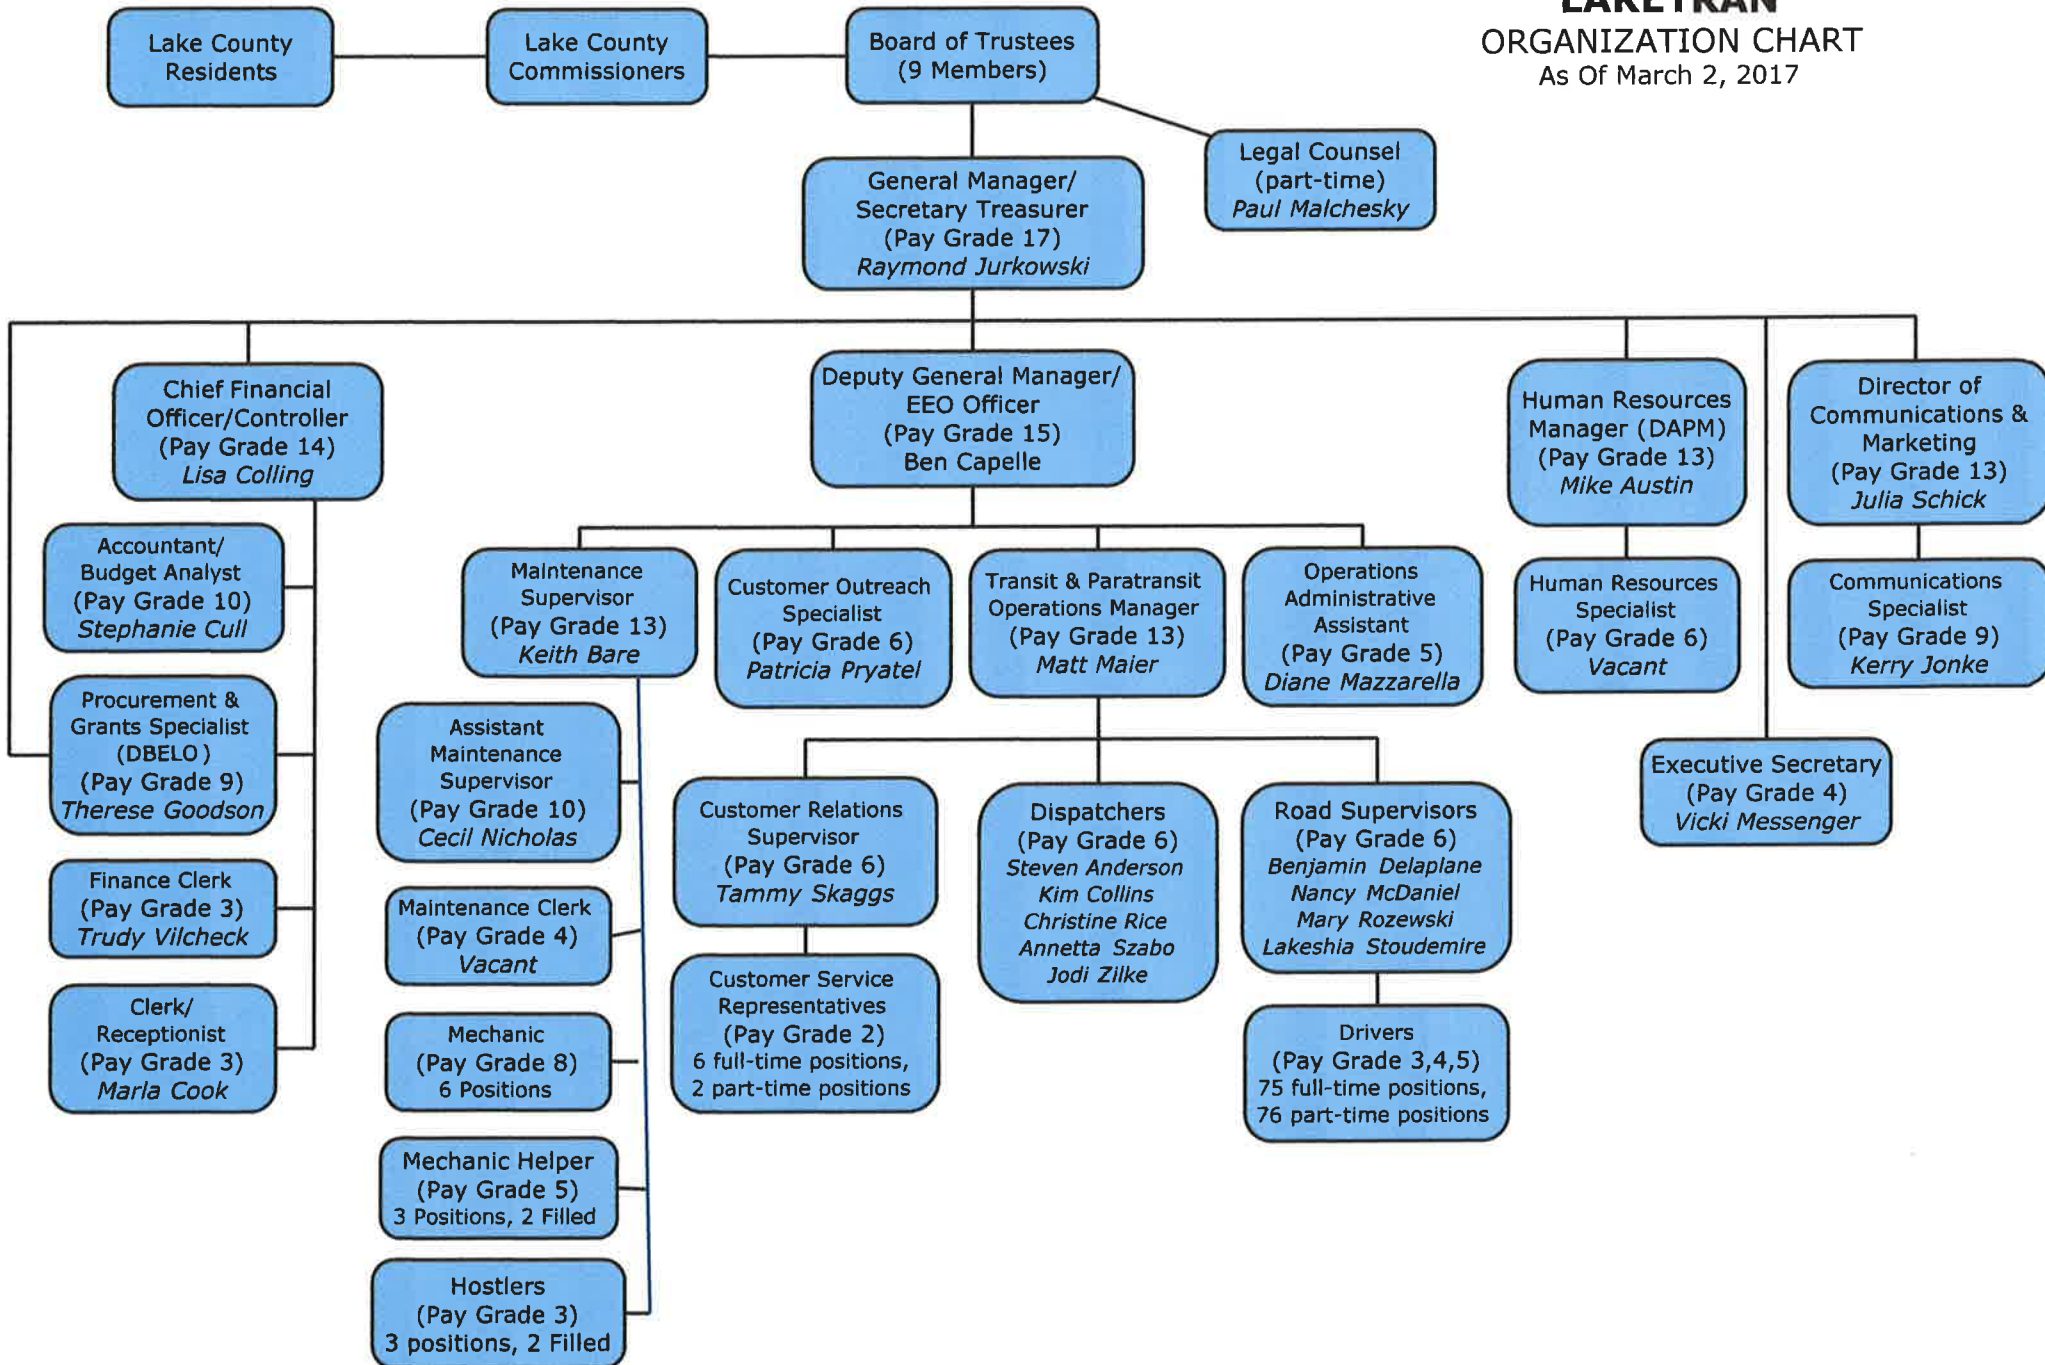 LAKETRAN
ORGANIZATION CHART
As Of March 2, 2017
Lake County
Residents
Lake County
Commissioners
Board of Trustees
(9 Members)
Legal Counsel
(part-time)
Paul Malchesky
General Manager/
Secretary Treasurer
(Pay Grade 17)
Raymond Jurkowski
Chief Financial
Officer/Controller
(Pay Grade 14)
Lisa Colling
Deputy General Manager/
EEO Officer
(Pay Grade 15)
Ben Capelle
Human Resources
Manager (DAPM)
(Pay Grade 13)
Mike Austin
Director of
Communications &
Marketing
(Pay Grade 13)
Julia Schick
Accountant/
Budget Analyst
(Pay Grade 10)
Stephanie Cull
Procurement &
Grants Specialist
(DBELO)
(Pay Grade 9)
Therese Goodson
Finance Clerk
(Pay Grade 3)
Trudy Vilcheck
Clerk/
Receptionist
(Pay Grade 3)
Marla Cook
Maintenance
Supervisor
(Pay Grade 13)
Keith Bare
Customer Outreach
Specialist
(Pay Grade 6)
Patricia Pryatel
Transit & Paratransit
Operations Manager
(Pay Grade 13)
Matt Maier
Operations
Administrative
Assistant
(Pay Grade 5)
Diane Mazzarella
Human Resources
Specialist
(Pay Grade 6)
Vacant
Communications
Specialist
(Pay Grade 9)
Kerry Jonke
Executive Secretary
(Pay Grade 4)
Vicki Messenger
Assistant
Maintenance
Supervisor
(Pay Grade 10)
Cecil Nicholas
Maintenance Clerk
(Pay Grade 4)
Vacant
Mechanic
(Pay Grade 8)
6 Positions
Mechanic Helper
(Pay Grade 5)
3 Positions, 2 Filled
Hostlers
(Pay Grade 3)
3 positions, 2 Filled
Customer Relations
Supervisor
(Pay Grade 6)
Tammy Skaggs
Customer Service
Representatives
(Pay Grade 2)
6 full-time positions,
2 part-time positions
Dispatchers
(Pay Grade 6)
Steven Anderson
Kim Collins
Christine Rice
Annetta Szabo
Jodi Zilke
Road Supervisors
(Pay Grade 6)
Benjamin Delaplane
Nancy McDaniel
Mary Rozewski
Lakeshia Stoudemire
Drivers
(Pay Grade 3,4,5)
75 full-time positions,
76 part-time positions